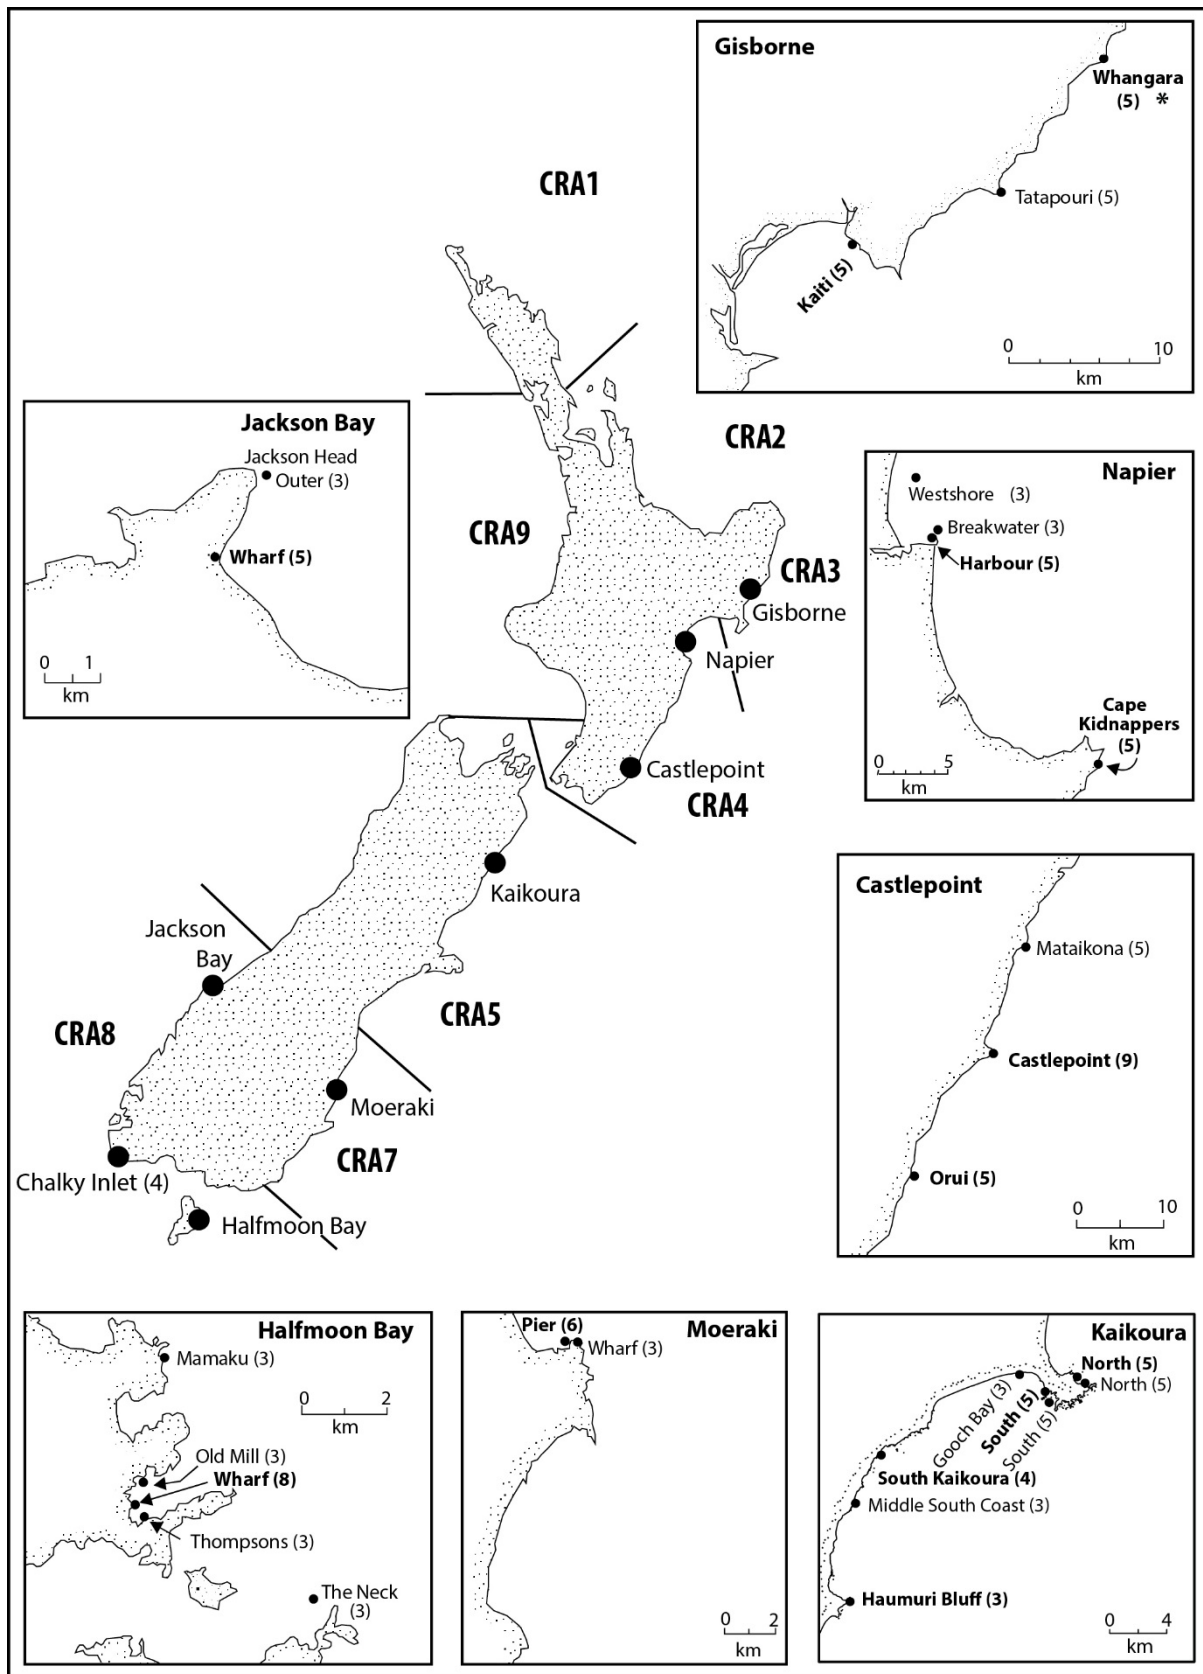 Gisborne
Whangara
(5) *
Tatapouri (5)
Kaiti (5)
0 10
km
CRA1
CRA2
CRA9
CRA3
Gisborne
Napier
Castlepoint
CRA4
Kaikoura
Jackson
Bay
CRA5
CRA8
Moeraki
CRA7
Chalky Inlet (4)
Halfmoon Bay
Jackson Bay
Jackson Head
Outer (3)
Wharf (5)
0 1
km
Napier
Westshore (3)
Breakwater (3)
Harbour (5)
Cape
Kidnappers
(5)
0 5
km
Castlepoint
Mataikona (5)
Castlepoint (9)
Orui (5)
0 10
km
Halfmoon Bay
Mamaku (3)
0 2
km
Old Mill (3)
Wharf (8)
Thompsons (3)
The Neck
(3)
Moeraki
Pier (6)
Wharf (3)
0 2
km
Kaikoura
North (5)
North (5)
Gooch Bay (3)
South (5)
South (5)
South Kaikoura (4)
Middle South Coast (3)
Haumuri Bluff (3)
0 4
km